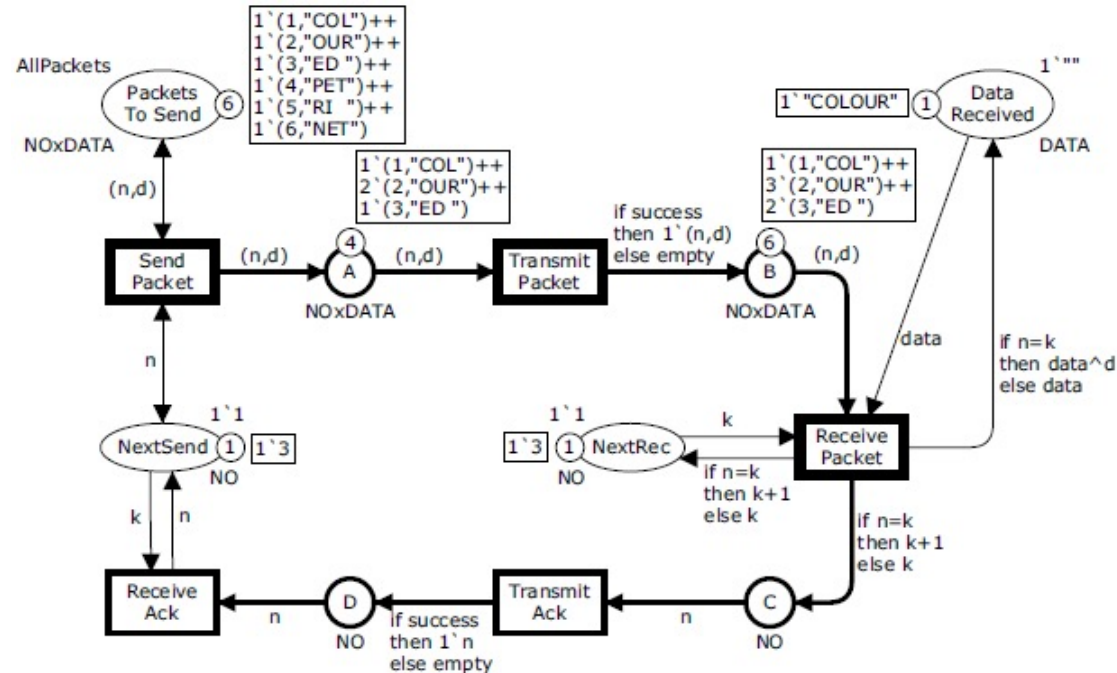 AllPackets
Packets
To Send
6
NOxDATA
1`(1,"COL")++
1`(2,"OUR")++
1`(3,"ED ")++
1`(4,"PET")++
1`(5,"RI  ")++
1`(6,"NET")
1`""
1`"COLOUR"
1
Data
Received
DATA
(n,d)
1`(1,"COL")++
2`(2,"OUR")++
1`(3,"ED ")
1`(1,"COL")++
3`(2,"OUR")++
2`(3,"ED ")
Send
Packet
(n,d)
4
A
NOxDATA
(n,d)
Transmit
Packet
if success
then 1`(n,d)
else empty
6
B
NOxDATA
(n,d)
data
if n=k
then data^d
else data
n
1`1
NextSend
1
1`3
NO
1`1
1`3
1
NextRec
NO
k
if n=k
then k+1
else k
Receive
Packet
k
n
if n=k
then k+1
else k
Receive
Ack
n
D
NO
if success
then 1`n
else empty
Transmit
Ack
n
C
NO